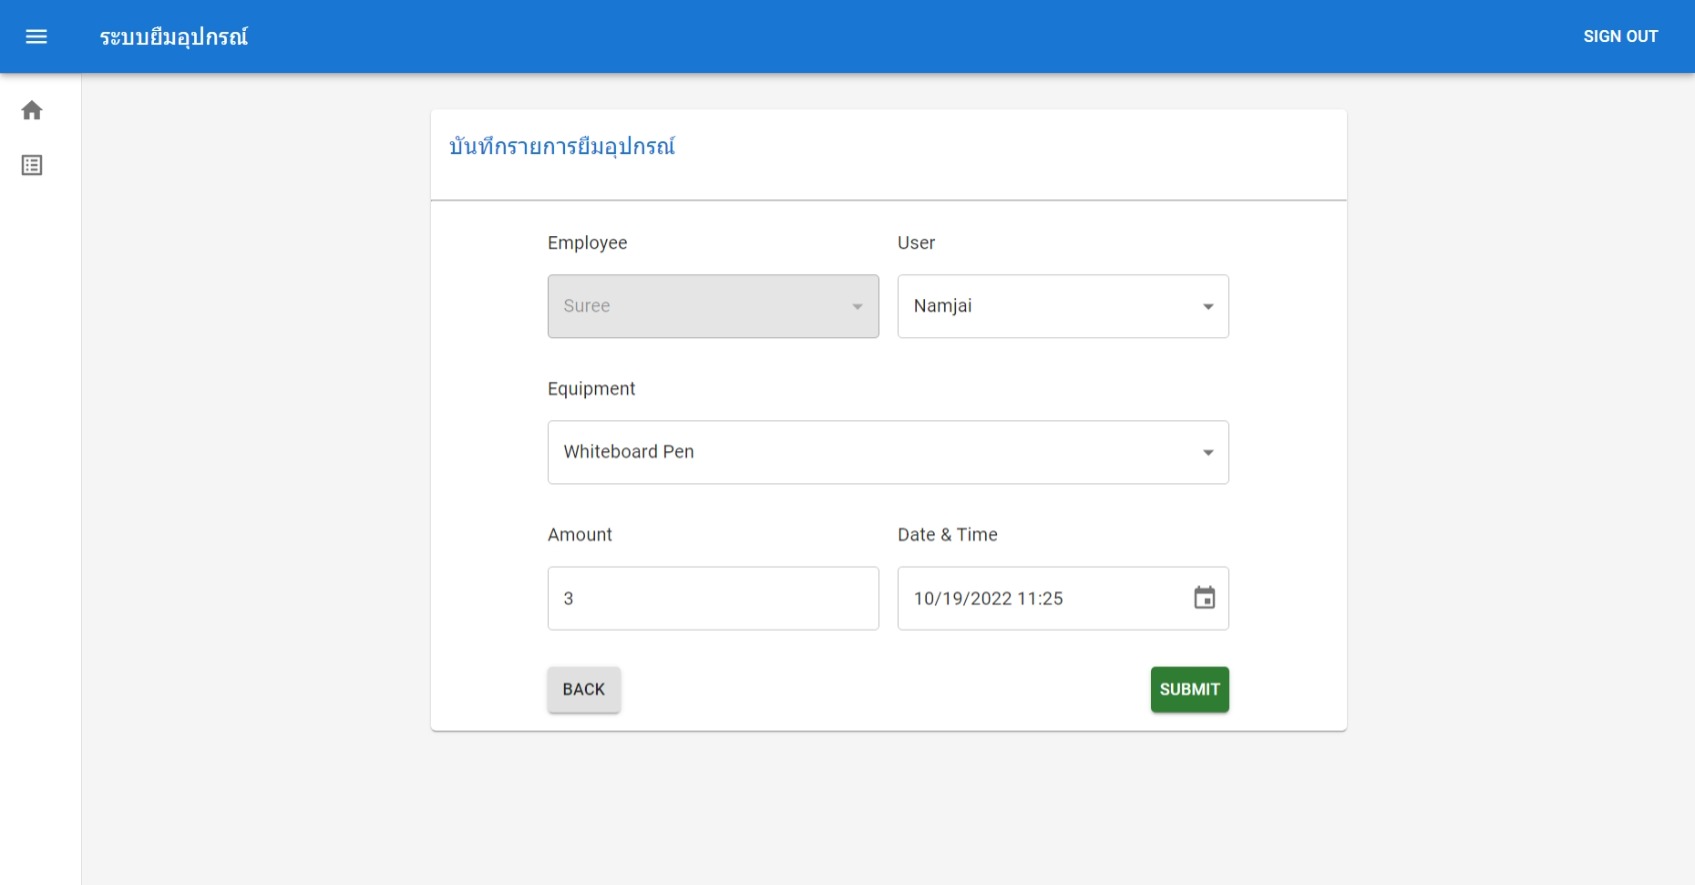 ระบบยืมอุปกรณ์
SIGN OUT
บันทึกรายการยืมอุปกรณ์
Employee
User
Suree
Namjai
Equipment
Whiteboard Pen
Amount
Date & Time
3
10/19/2022 11:25
BACK
SUBMIT